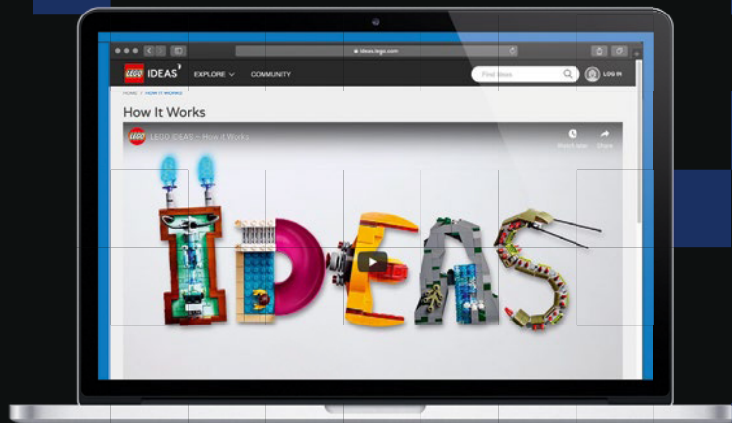 ideas.lego.com
LEGO IDEAS EXPLORE COMMUNITY Find Ideas LOG IN
HOME / HOW IT WORKS
How It Works
LEGO LEGO IDEAS – How it Works
Watch later Share
IDEAS